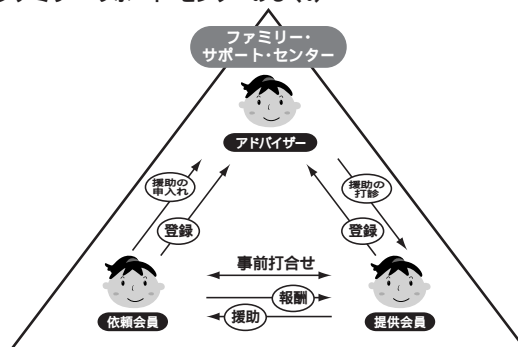 ファミリー・
サポート・センター
アドバイザー
援助の
申入れ
援助の
打診
登録
登録
事前打合せ
報酬
援助
依頼会員
提供会員